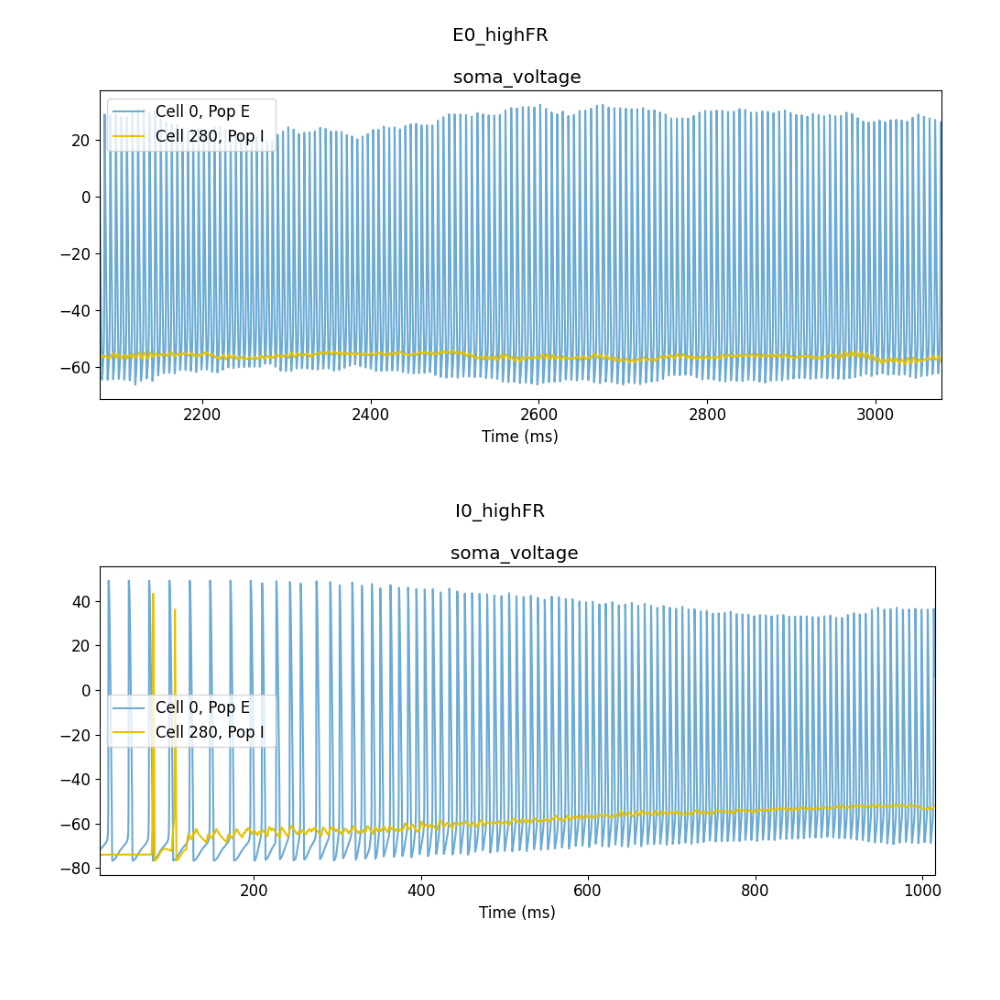 E0_highFR
soma_voltage
Cell 0, Pop E
Cell 280, Pop I
20
0
−20
−40
−60
2200 2400 2600 2800 3000
Time (ms)
I0_highFR
soma_voltage
40
20
0
Cell 0, Pop E
−20
Cell 280, Pop I
−40
−60
−80
200 400 600 800 1000
Time (ms)